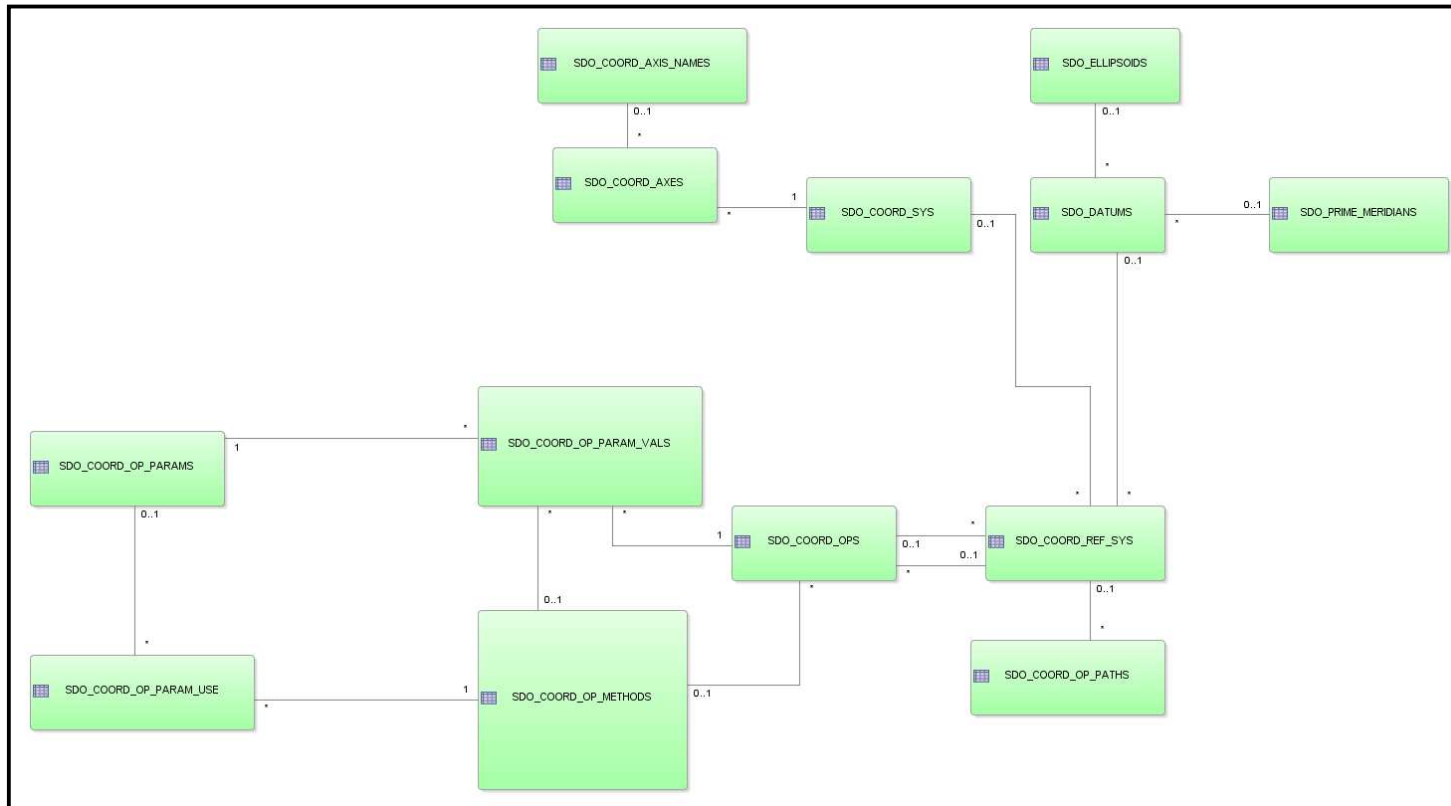 SDO_COORD_AXIS_NAMES
SDO_ELLIPSOIDS
0..1
0..1
*
*
SDO_COORD_AXES
1
*
SDO_COORD_SYS
0..1
SDO_DATUMS
0..1
*
SDO_PRIME_MERIDIANS
0..1
*
1
SDO_COORD_OP_PARAM_VALS
SDO_COORD_OP_PARAMS
0..1
*
*
*
*
1
SDO_COORD_OPS
*
0..1
0..1
*
SDO_COORD_REF_SYS
*
0..1
0..1
*
*
SDO_COORD_OP_PATHS
*
SDO_COORD_OP_PARAM_USE
*
1
SDO_COORD_OP_METHODS
0..1